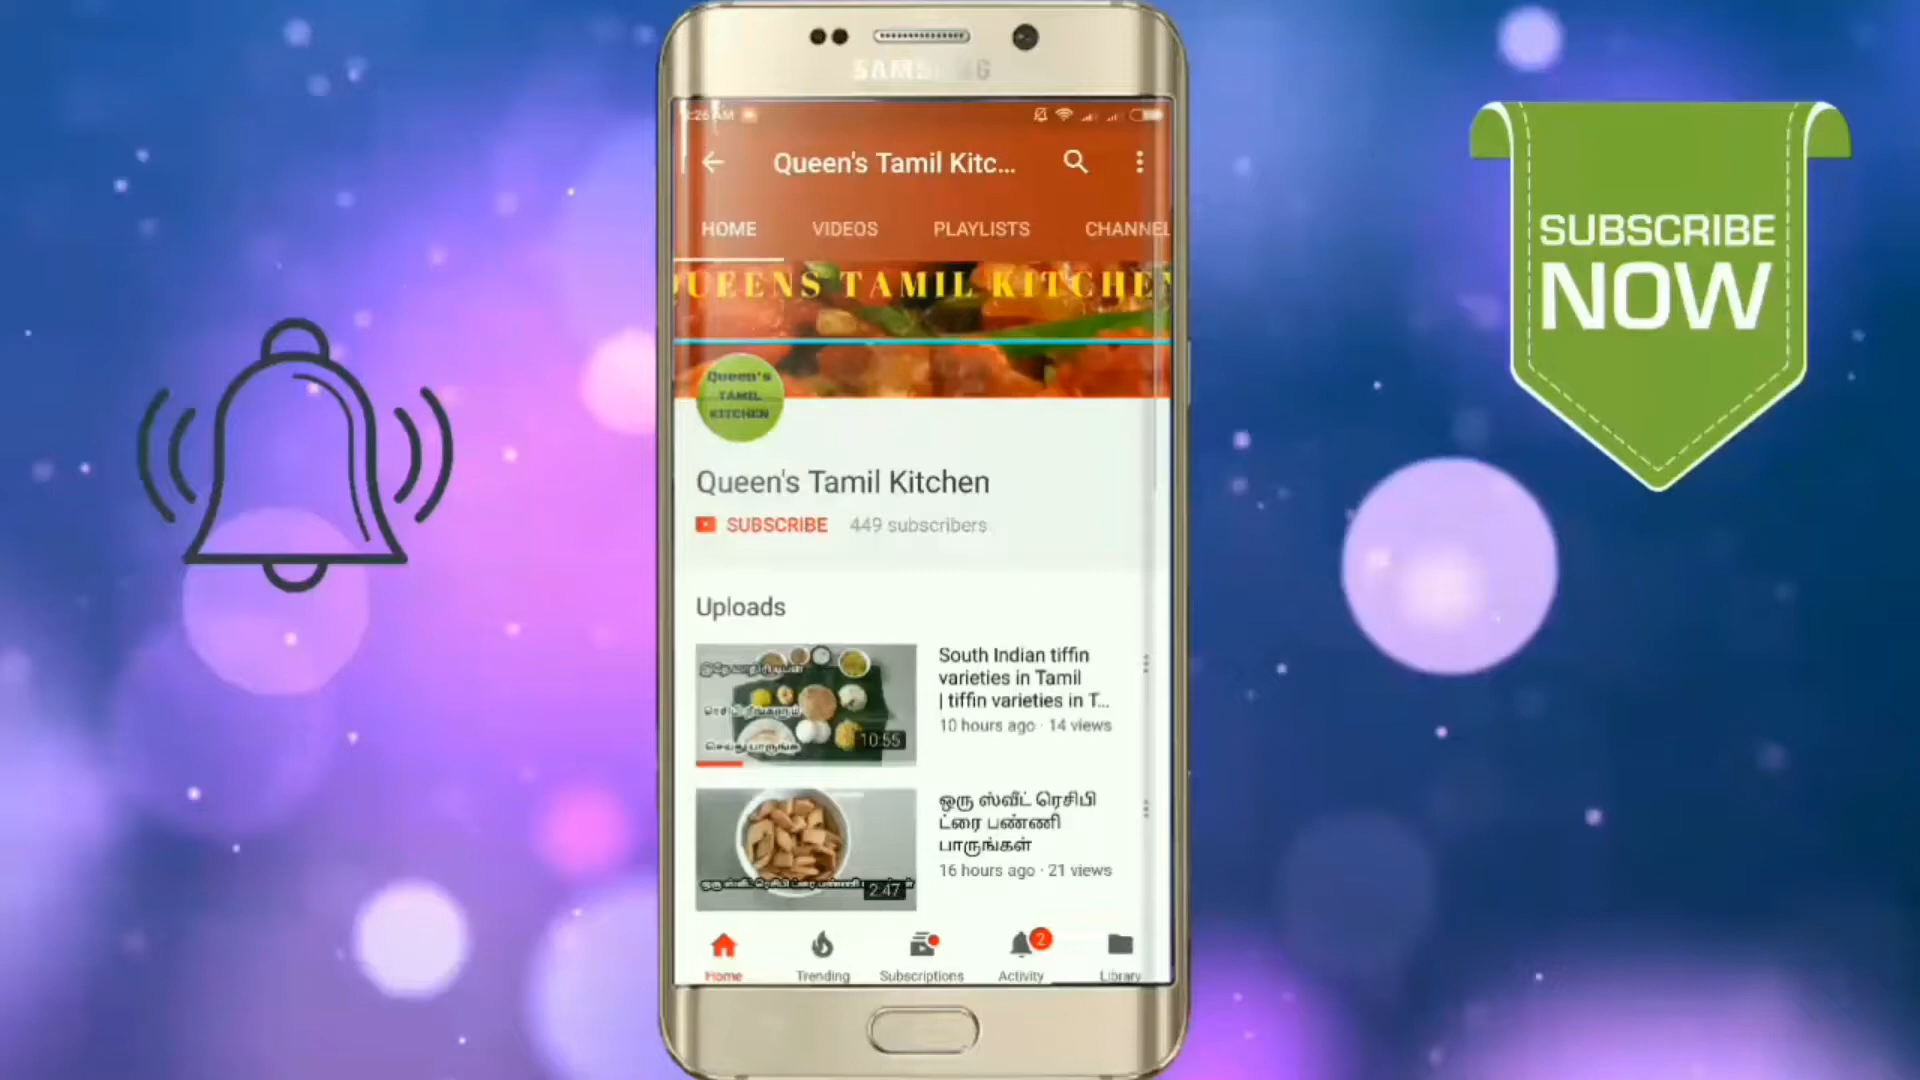 SAMSUNG
Queen's Tamil Kitc...
HOME VIDEOS PLAYLISTS CHANNEL
QUEENS TAMIL KITCHEN
Queen's
TAMIL
KITCHEN
Queen's Tamil Kitchen
SUBSCRIBE 449 subscribers
Uploads
10:55
South Indian tiffin
varieties in Tamil
| tiffin varieties in T...
10 hours ago · 14 views
செய்து பாருங்க
ஒரு ஸ்வீட் ரெசிபி
ட்ரை பண்ணி
பாருங்கள்
16 hours ago · 21 views
ஒரு ஸ்வீட் ரெசிபி ட்ரை பண்ணி
2:47
2
Home Trending Subscriptions Activity Library
SUBSCRIBE
NOW